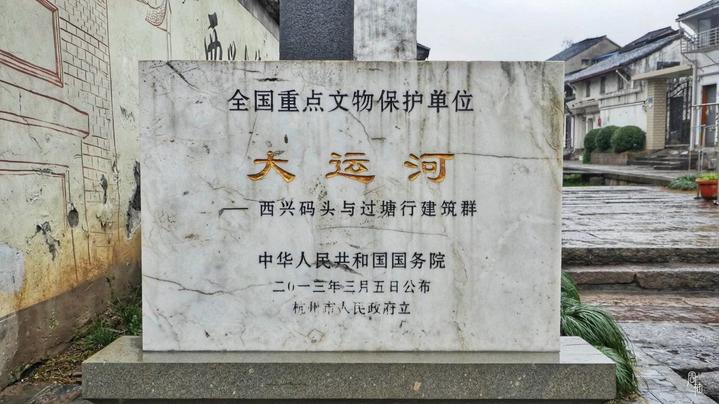 全国重点文物保护单位
大运河
— 西兴码头与过塘行建筑群
中华人民共和国国务院
二〇一三年三月五日公布
杭州市人民政府立